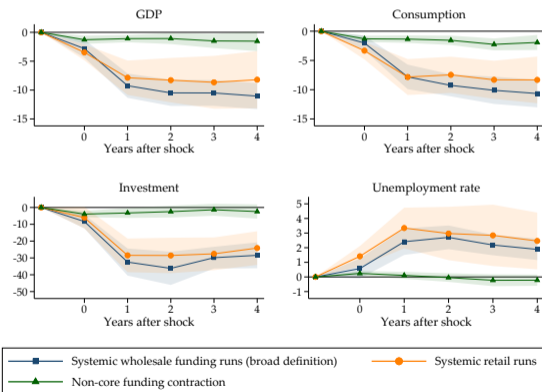 GDP
Consumption
0
-5
-10
-15
0
-5
-10
-15
0 1 2 3 4
0 1 2 3 4
Years after shock
Years after shock
Investment
Unemployment rate
0
-10
-20
-30
-40
-50
5
4
3
2
1
0
-1
0 1 2 3 4
0 1 2 3 4
Years after shock
Years after shock
Systemic wholesale funding runs (broad definition)
Systemic retail runs
Non-core funding contraction